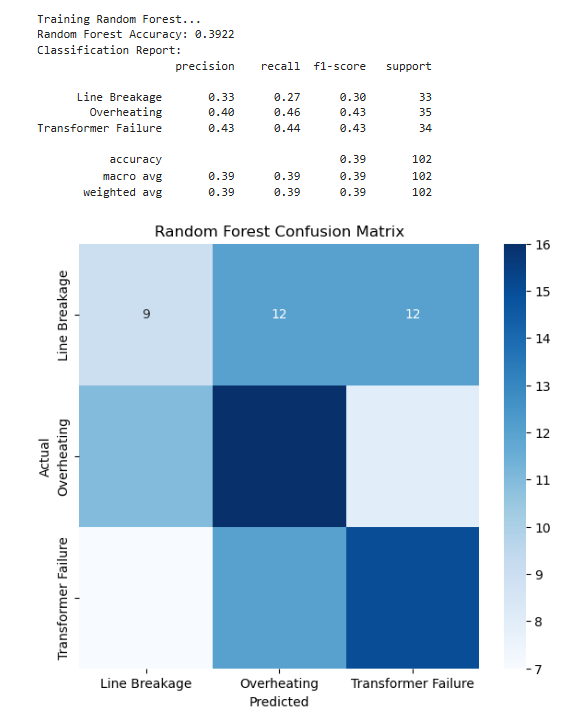 Training Random Forest...
Random Forest Accuracy: 0.3922
Classification Report:
precision recall f1-score support
Line Breakage 0.33 0.27 0.30 33
Overheating 0.40 0.46 0.43 35
Transformer Failure 0.43 0.44 0.43 34
accuracy 0.39 102
macro avg 0.39 0.39 0.39 102
weighted avg 0.39 0.39 0.39 102
Random Forest Confusion Matrix
Line Breakage
9 12 12
Actual
Overheating
Transformer Failure
Line Breakage Overheating Transformer Failure
Predicted
16
15
14
13
12
11
10
9
8
7